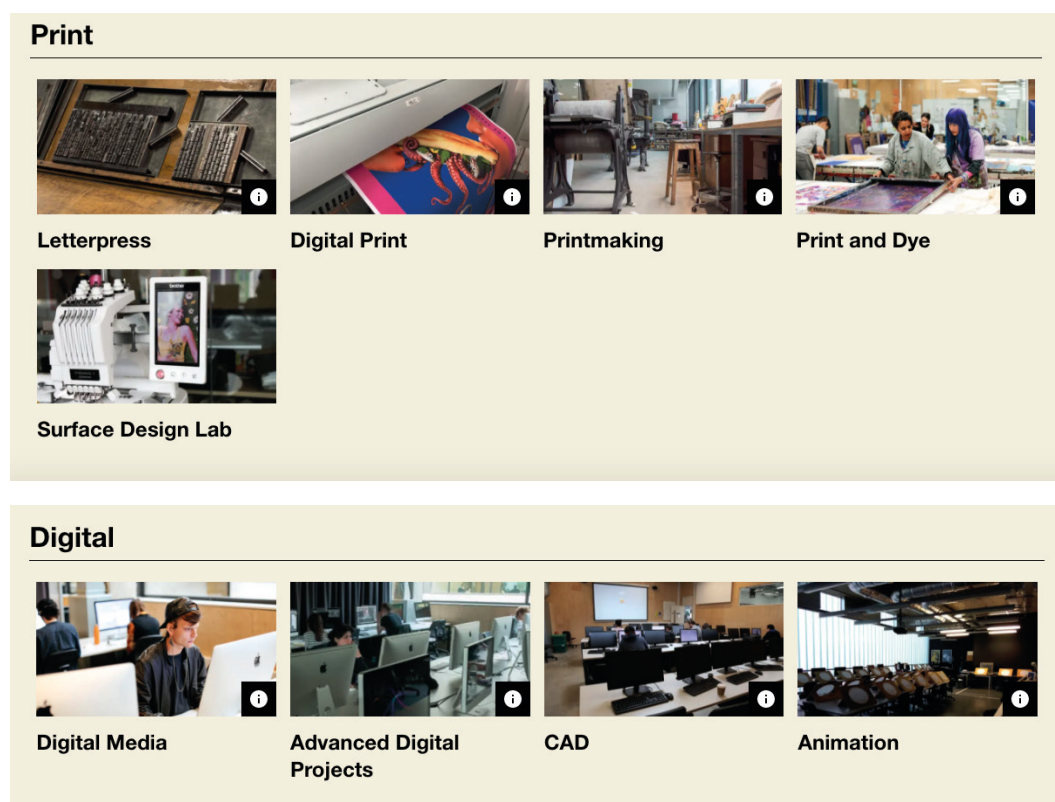 Print
Letterpress
Digital Print
Printmaking
Print and Dye
brother
Surface Design Lab
Digital
Digital Media
Advanced Digital
Projects
CAD
Animation